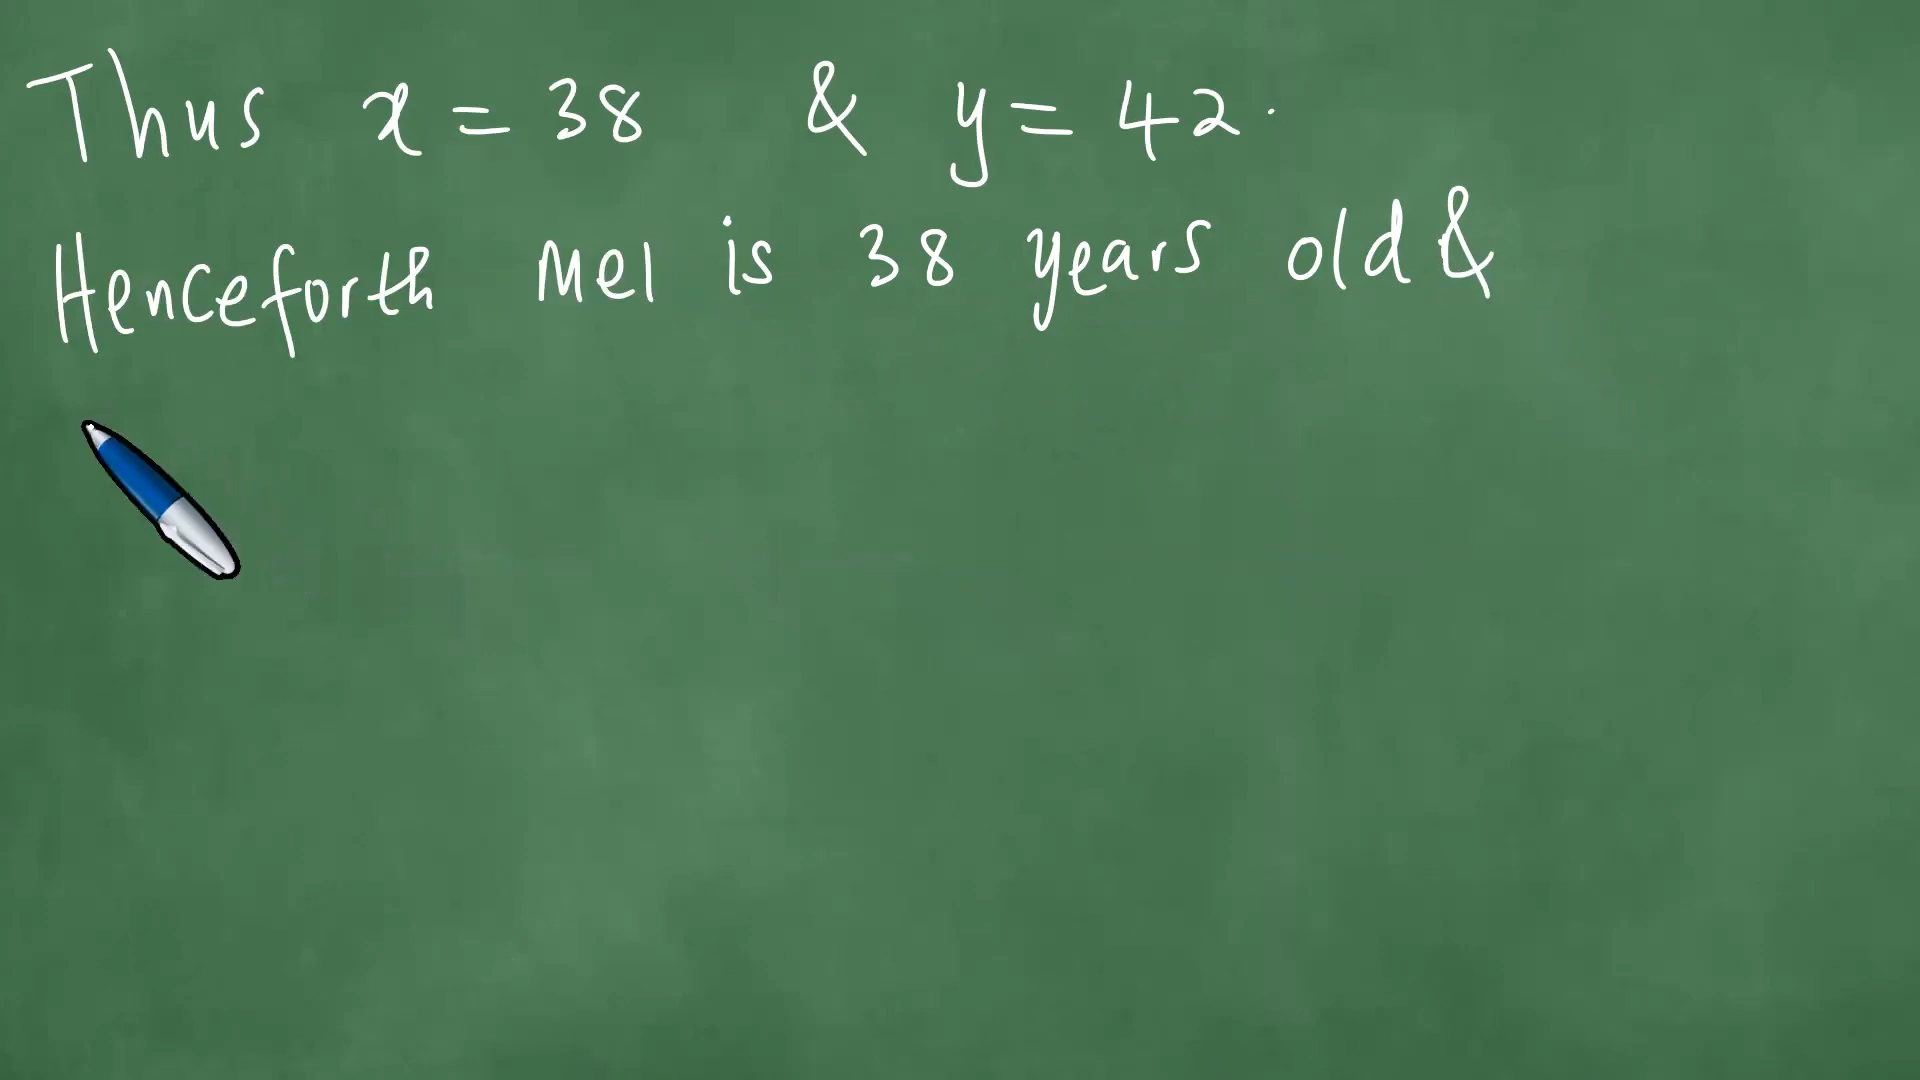 Thus x = 38 & y = 42.
Henceforth Mel is 38 years old &